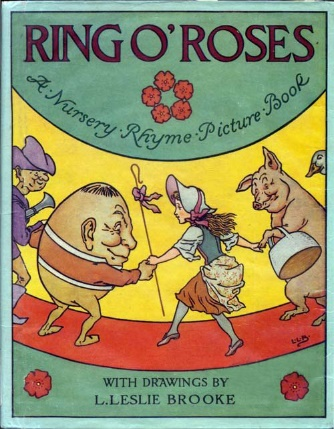 RING O' ROSES
A · Nursery · Rhyme · Picture · Book
WITH DRAWINGS BY
L. LESLIE BROOKE
L.L.B.